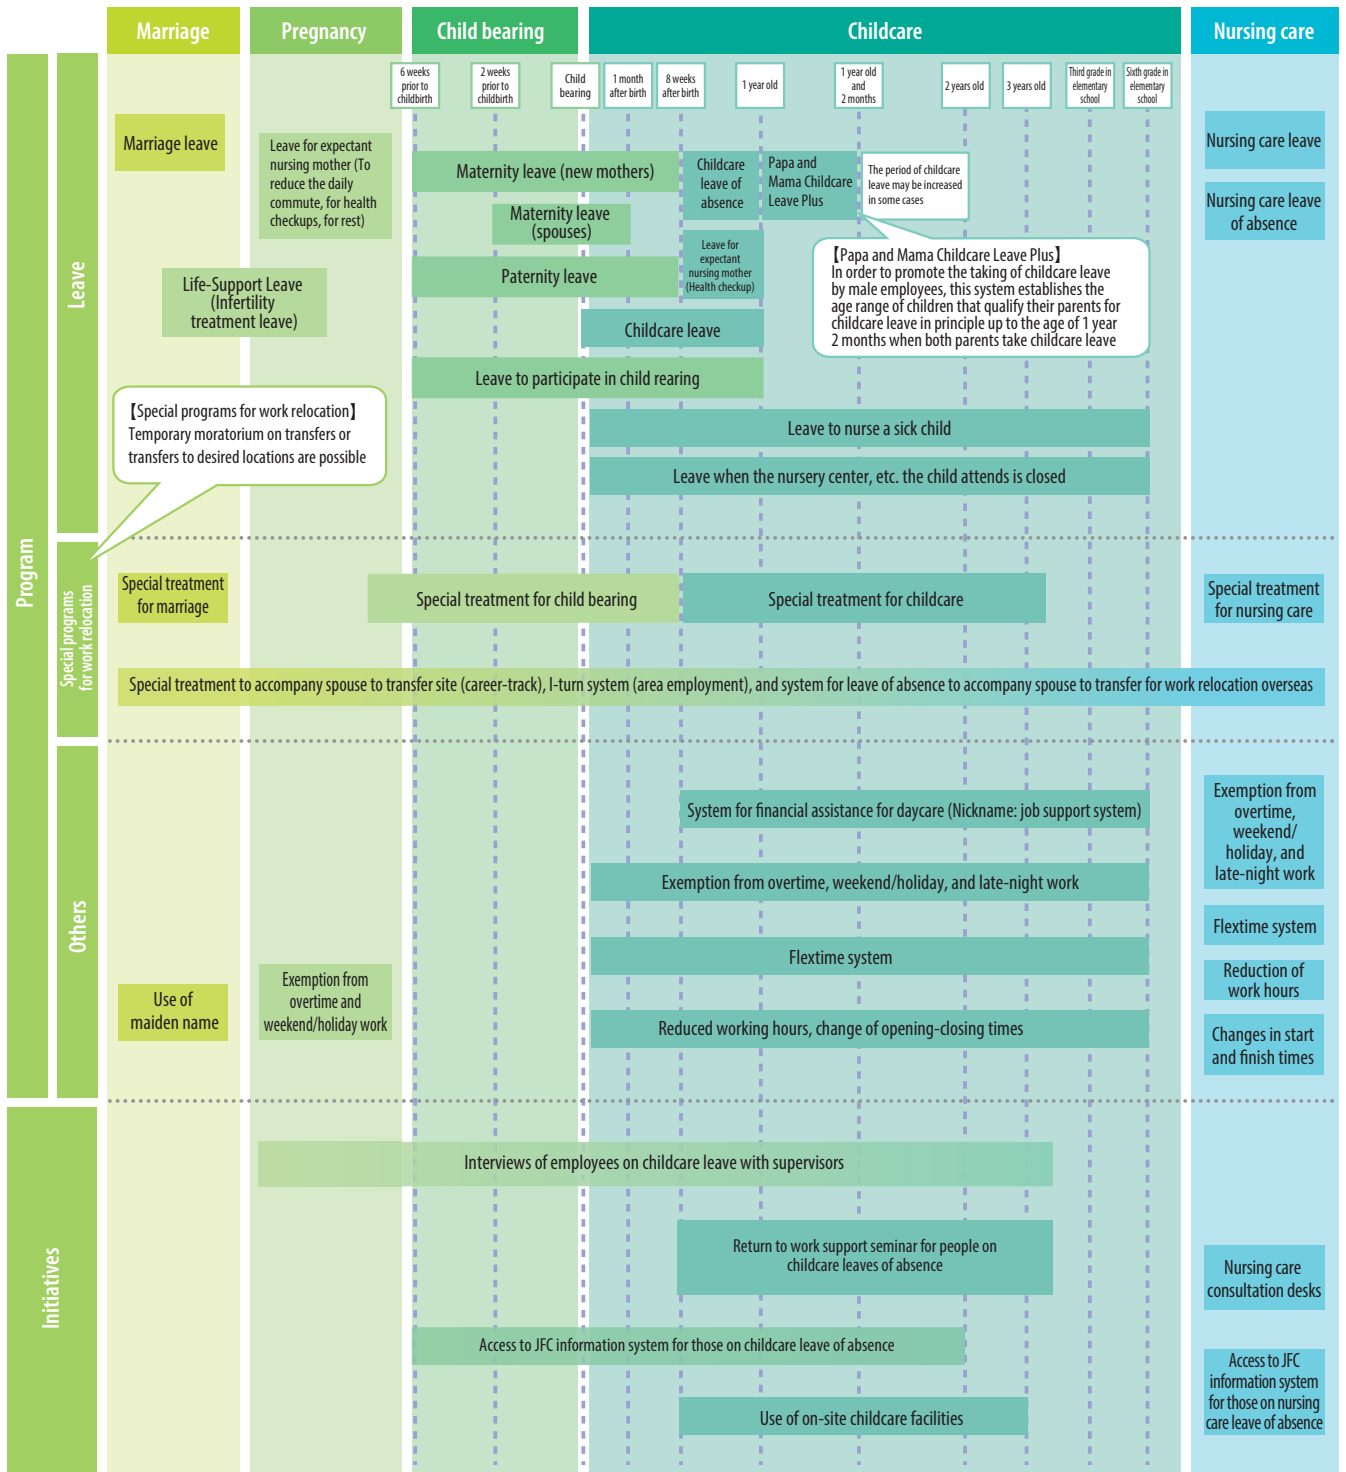 Marriage
Pregnancy
Child bearing
Childcare
Nursing care
6 weeks
prior to
childbirth
2 weeks
prior to
childbirth
Child
bearing
1 month
after birth
8 weeks
after birth
1 year old
1 year old
and
2 months
2 years old
3 years old
Third grade in
elementary
school
Sixth grade in
elementary
school
Program
Leave
Marriage leave
Leave for expectant
nursing mother (To
reduce the daily
commute, for health
checkups, for rest)
Maternity leave (new mothers)
Childcare
leave of
absence
Papa and
Mama Childcare
Leave Plus
The period of childcare
leave may be increased
in some cases
Nursing care leave
Nursing care leave
of absence
Maternity leave
(spouses)
Leave for
expectant
nursing mother
(Health checkup)
【Papa and Mama Childcare Leave Plus】
In order to promote the taking of childcare leave
by male employees, this system establishes the
age range of children that qualify their parents for
childcare leave in principle up to the age of 1 year
2 months when both parents take childcare leave
Life-Support Leave
(Infertility
treatment leave)
Paternity leave
Childcare leave
Leave to participate in child rearing
【Special programs for work relocation】
Temporary moratorium on transfers or
transfers to desired locations are possible
Leave to nurse a sick child
Leave when the nursery center, etc. the child attends is closed
Special programs
for work relocation
Special treatment
for marriage
Special treatment for child bearing
Special treatment for childcare
Special treatment
for nursing care
Special treatment to accompany spouse to transfer site (career-track), I-turn system (area employment), and system for leave of absence to accompany spouse to transfer for work relocation overseas
Others
System for financial assistance for daycare (Nickname: job support system)
Exemption from
overtime,
weekend/
holiday, and
late-night work
Exemption from overtime, weekend/holiday, and late-night work
Flextime system
Flextime system
Use of
maiden name
Exemption from
overtime and
weekend/holiday work
Reduction of
work hours
Reduced working hours, change of opening-closing times
Changes in start
and finish times
Initiatives
Interviews of employees on childcare leave with supervisors
Return to work support seminar for people on
childcare leaves of absence
Nursing care
consultation desks
Access to JFC information system for those on childcare leave of absence
Access to JFC
information system
for those on nursing
care leave of absence
Use of on-site childcare facilities